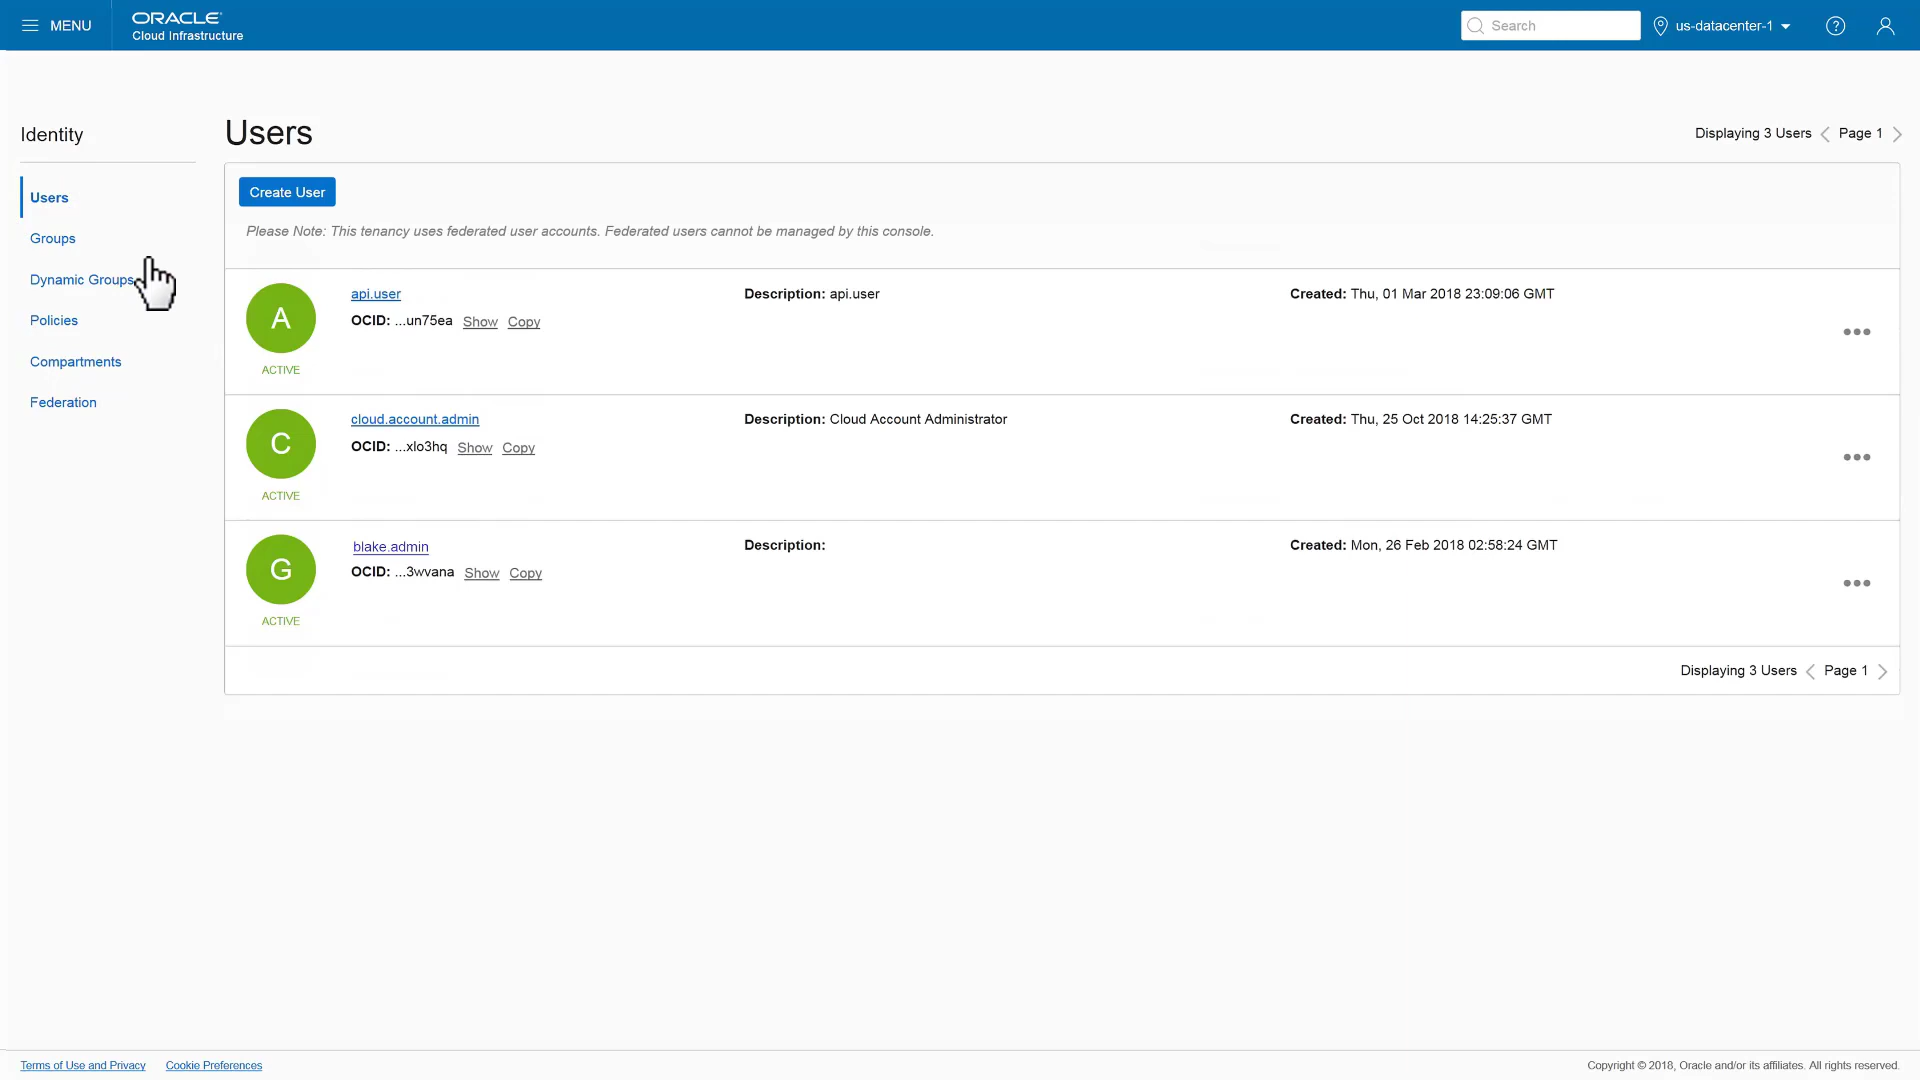 MENU
ORACLE
Cloud Infrastructure
Search
us-datacenter-1
?
Identity
Users
Groups
Dynamic Groups
Policies
Compartments
Federation
Users
Displaying 3 Users
Page 1
Create User
Please Note: This tenancy uses federated user accounts. Federated users cannot be managed by this console.
A
ACTIVE
api.user
OCID: ...un75ea Show Copy
Description: api.user
Created: Thu, 01 Mar 2018 23:09:06 GMT
C
ACTIVE
cloud.account.admin
OCID: ...xlo3hq Show Copy
Description: Cloud Account Administrator
Created: Thu, 25 Oct 2018 14:25:37 GMT
G
ACTIVE
blake.admin
OCID: ...3wvana Show Copy
Description:
Created: Mon, 26 Feb 2018 02:58:24 GMT
Displaying 3 Users
Page 1
Terms of Use and Privacy
Cookie Preferences
Copyright © 2018, Oracle and/or its affiliates. All rights reserved.